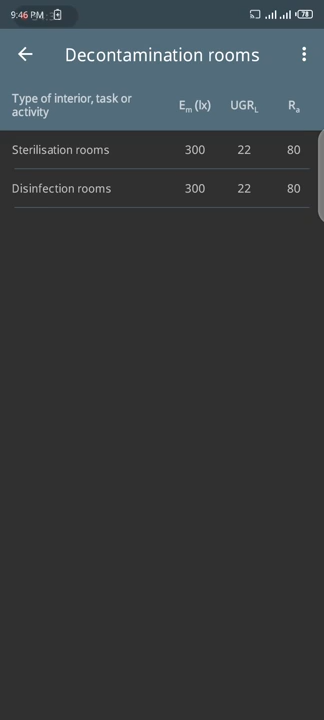 9:46 PM 78
Decontamination rooms
Type of interior, task or activity Em (lx) UGRL Ra
Sterilisation rooms 300 22 80
Disinfection rooms 300 22 80